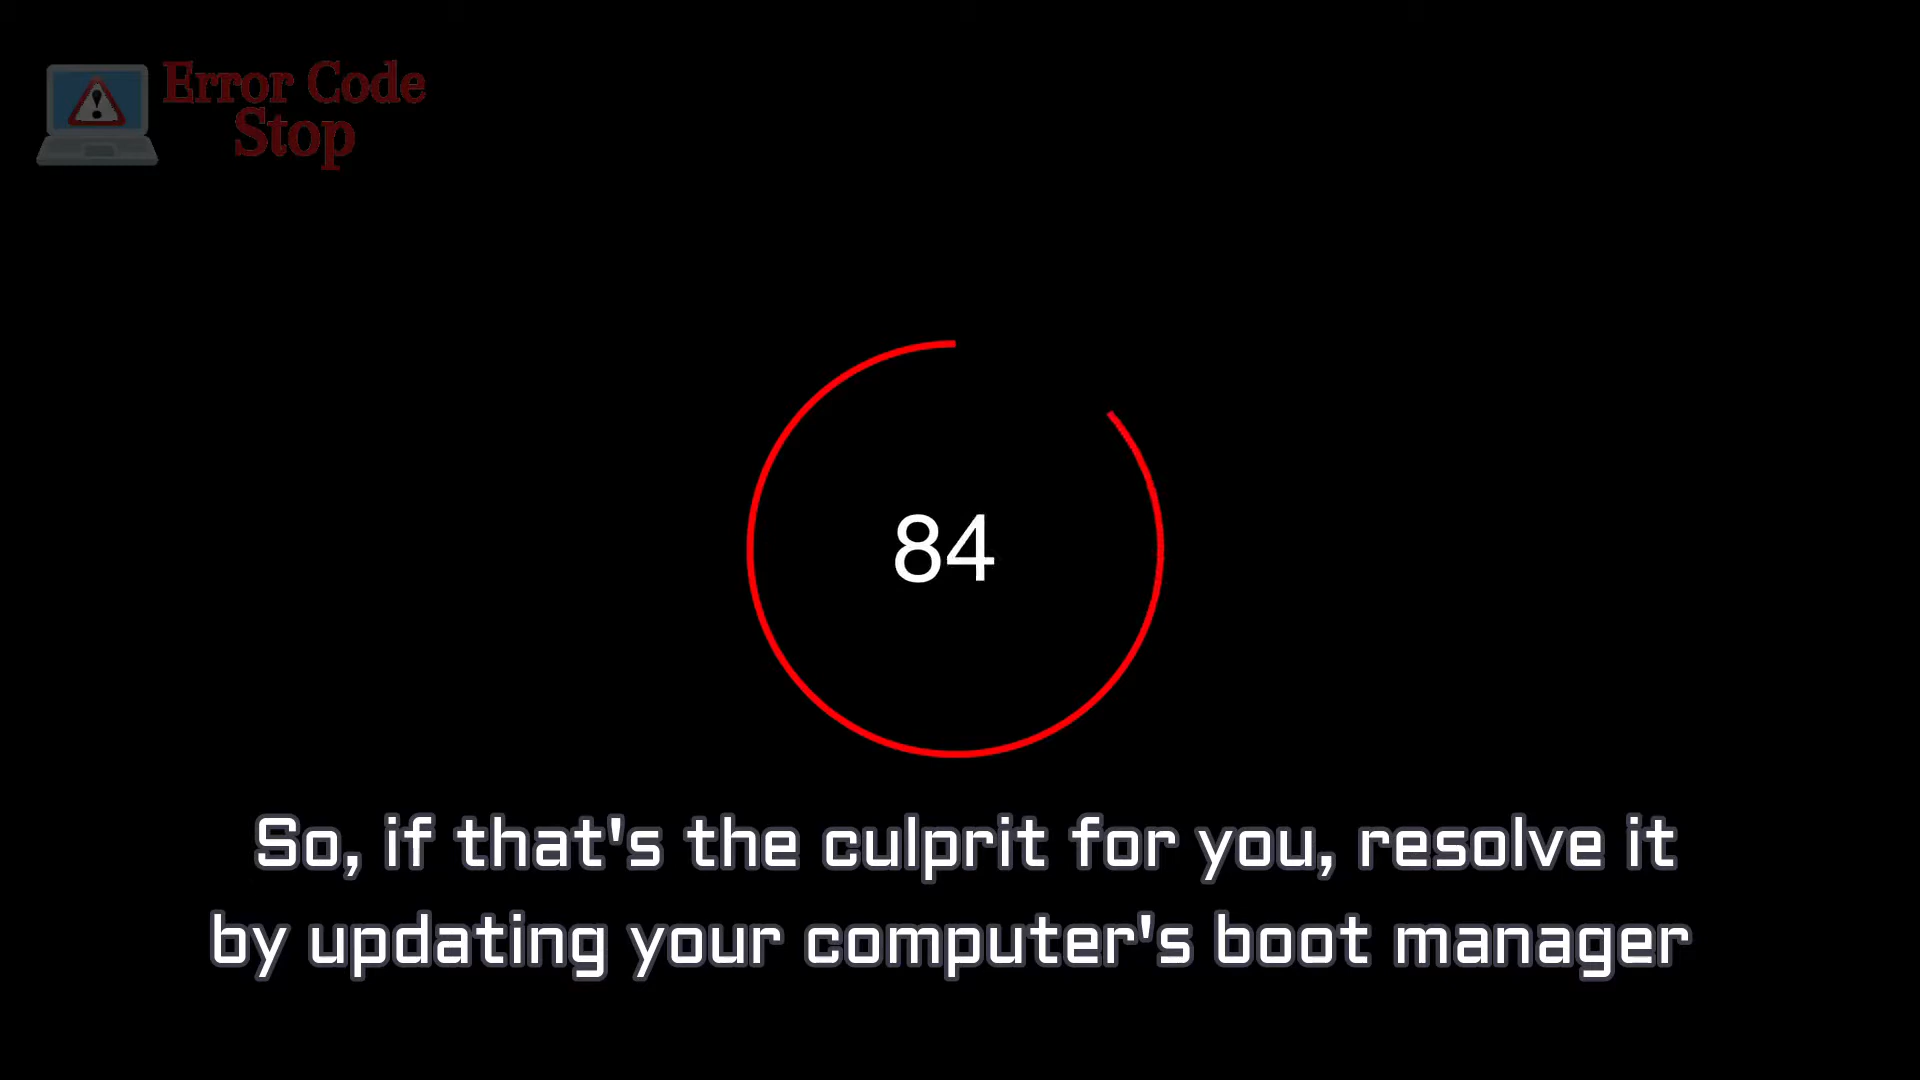 Error Code
Stop
84
So, if that's the culprit for you, resolve it
by updating your computer's boot manager